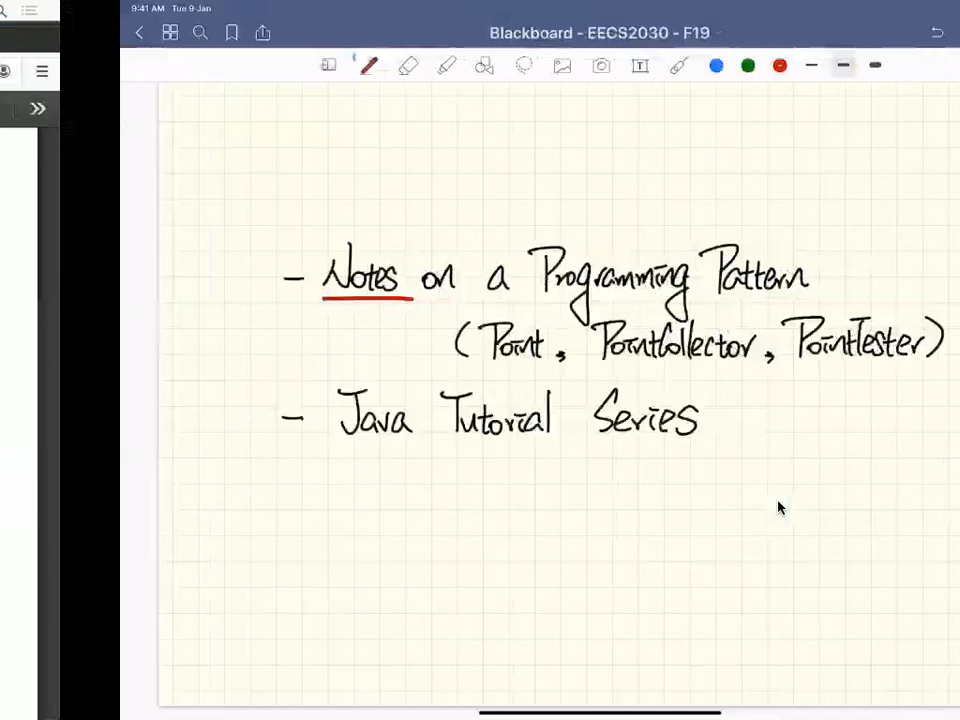 9:41 AM Tue 9 Jan
Blackboard - EECS2030 - F19
- Notes on a Programming Pattern
(Point, PointCollector, PointTester)
- Java Tutorial Series